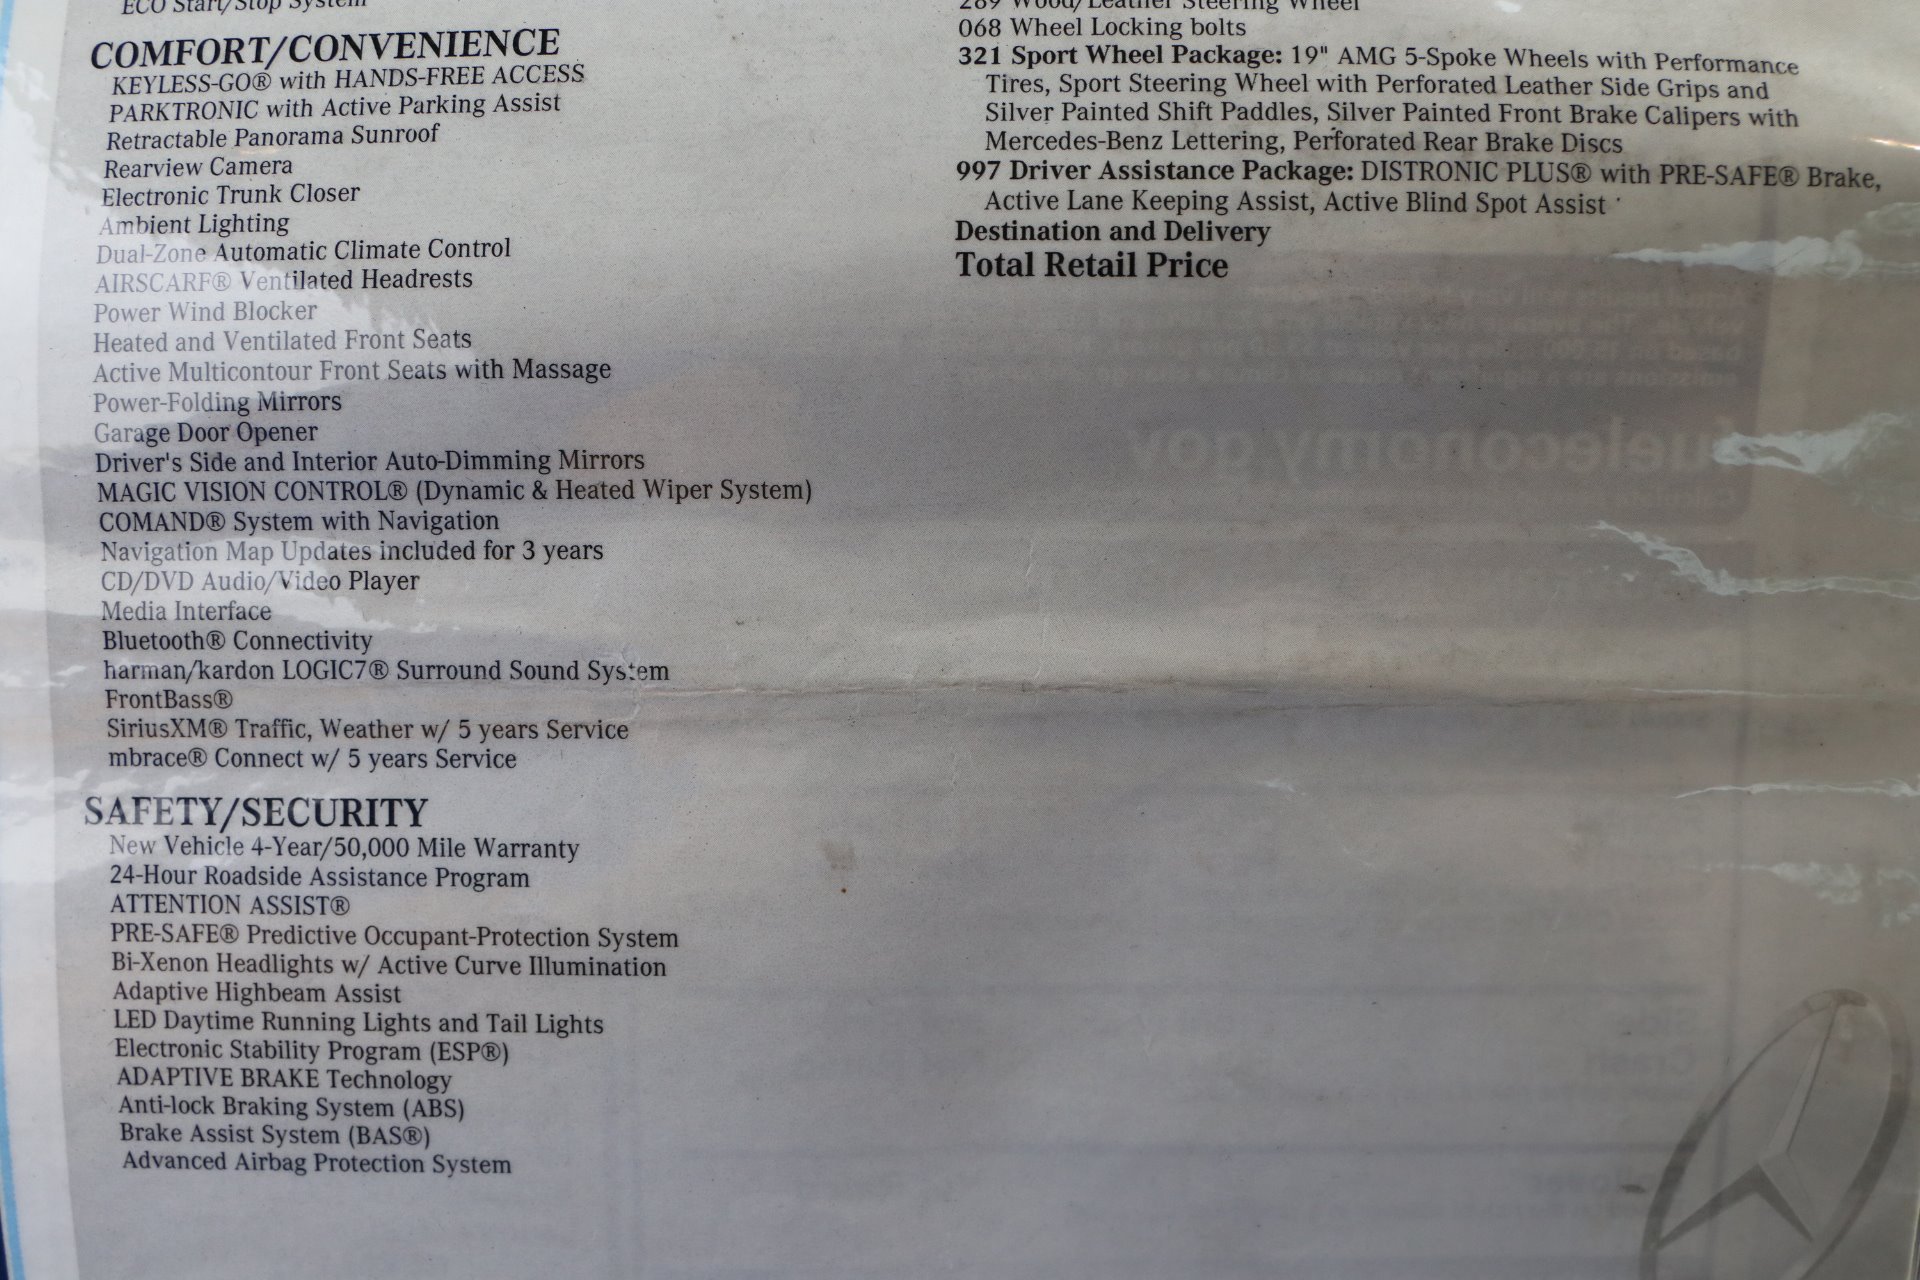 ECO Start/Stop System
COMFORT/CONVENIENCE
KEYLESS-GO® with HANDS-FREE ACCESS
PARKTRONIC with Active Parking Assist
Retractable Panorama Sunroof
Rearview Camera
Electronic Trunk Closer
Ambient Lighting
Dual-Zone Automatic Climate Control
AIRSCARF® Ventilated Headrests
Power Wind Blocker
Heated and Ventilated Front Seats
Active Multicontour Front Seats with Massage
Power-Folding Mirrors
Garage Door Opener
Driver's Side and Interior Auto-Dimming Mirrors
MAGIC VISION CONTROL® (Dynamic & Heated Wiper System)
COMAND® System with Navigation
Navigation Map Updates included for 3 years
CD/DVD Audio/Video Player
Media Interface
Bluetooth® Connectivity
harman/kardon LOGIC7® Surround Sound System
FrontBass®
SiriusXM® Traffic, Weather w/ 5 years Service
mbrace® Connect w/ 5 years Service
SAFETY/SECURITY
New Vehicle 4-Year/50,000 Mile Warranty
24-Hour Roadside Assistance Program
ATTENTION ASSIST®
PRE-SAFE® Predictive Occupant-Protection System
Bi-Xenon Headlights w/ Active Curve Illumination
Adaptive Highbeam Assist
LED Daytime Running Lights and Tail Lights
Electronic Stability Program (ESP®)
ADAPTIVE BRAKE Technology
Anti-lock Braking System (ABS)
Brake Assist System (BAS®)
Advanced Airbag Protection System
289 Wood/Leather Steering Wheel
068 Wheel Locking bolts
321 Sport Wheel Package: 19" AMG 5-Spoke Wheels with Performance
Tires, Sport Steering Wheel with Perforated Leather Side Grips and
Silver Painted Shift Paddles, Silver Painted Front Brake Calipers with
Mercedes-Benz Lettering, Perforated Rear Brake Discs
997 Driver Assistance Package: DISTRONIC PLUS® with PRE-SAFE® Brake,
Active Lane Keeping Assist, Active Blind Spot Assist
Destination and Delivery
Total Retail Price
fueleconomy.gov